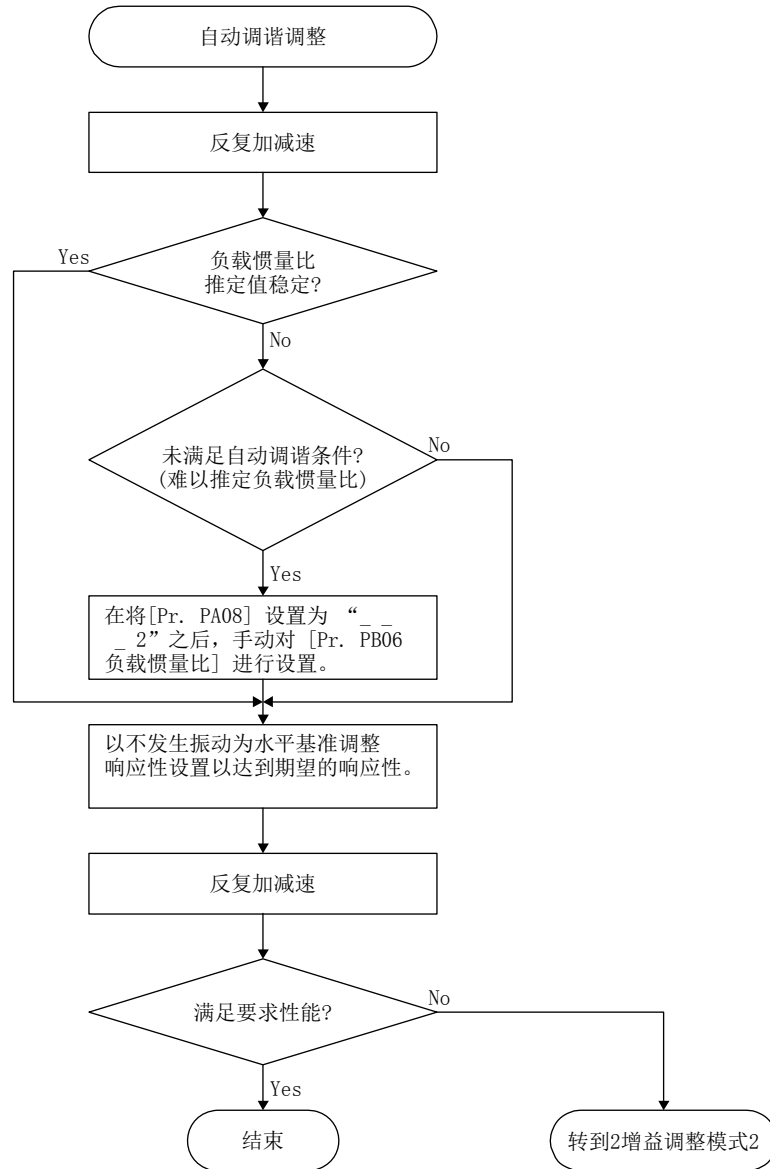 自动调谐调整
反复加减速
Yes
负载惯量比
推定值稳定?
No
未满足自动调谐条件?
(难以推定负载惯量比)
No
Yes
在将[Pr. PA08] 设置为 “_ _
_ 2”之后, 手动对 [Pr. PB06
负载惯量比] 进行设置。
以不发生振动为水平基准调整
响应性设置以达到期望的响应性。
反复加减速
满足要求性能?
No
Yes
结束
转到2增益调整模式2